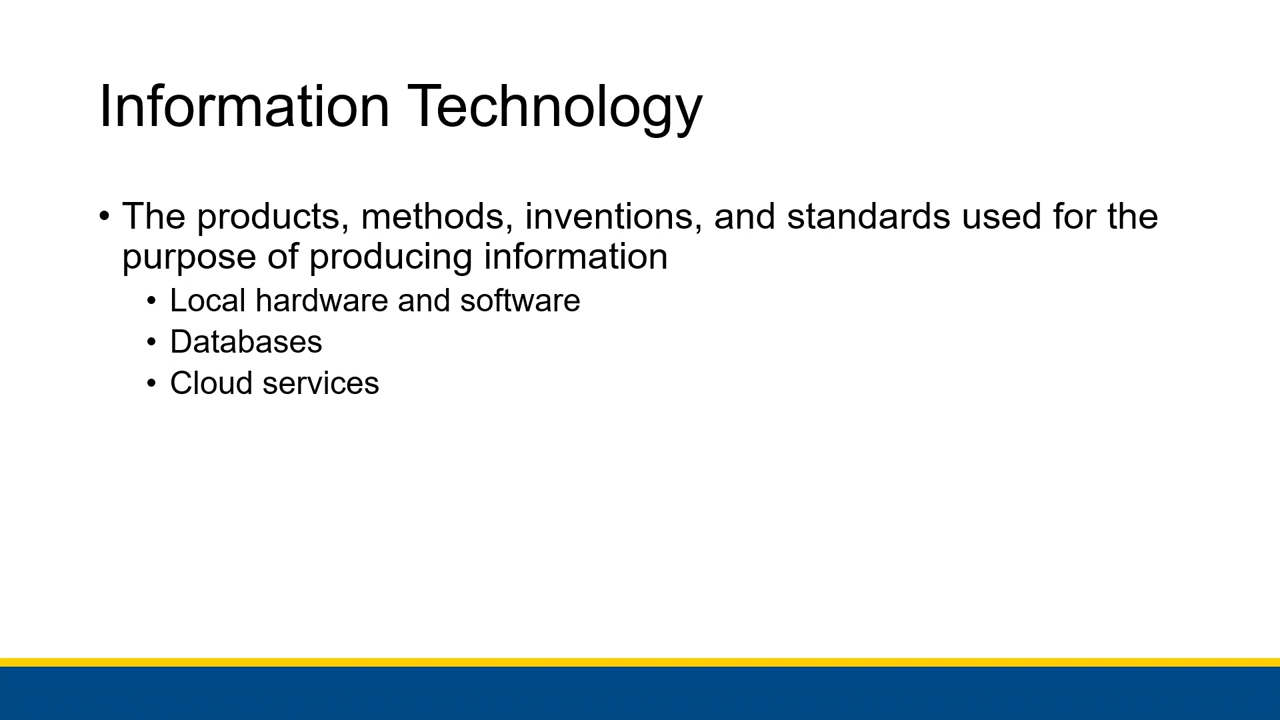 Information Technology
• The products, methods, inventions, and standards used for the
purpose of producing information
• Local hardware and software
• Databases
• Cloud services